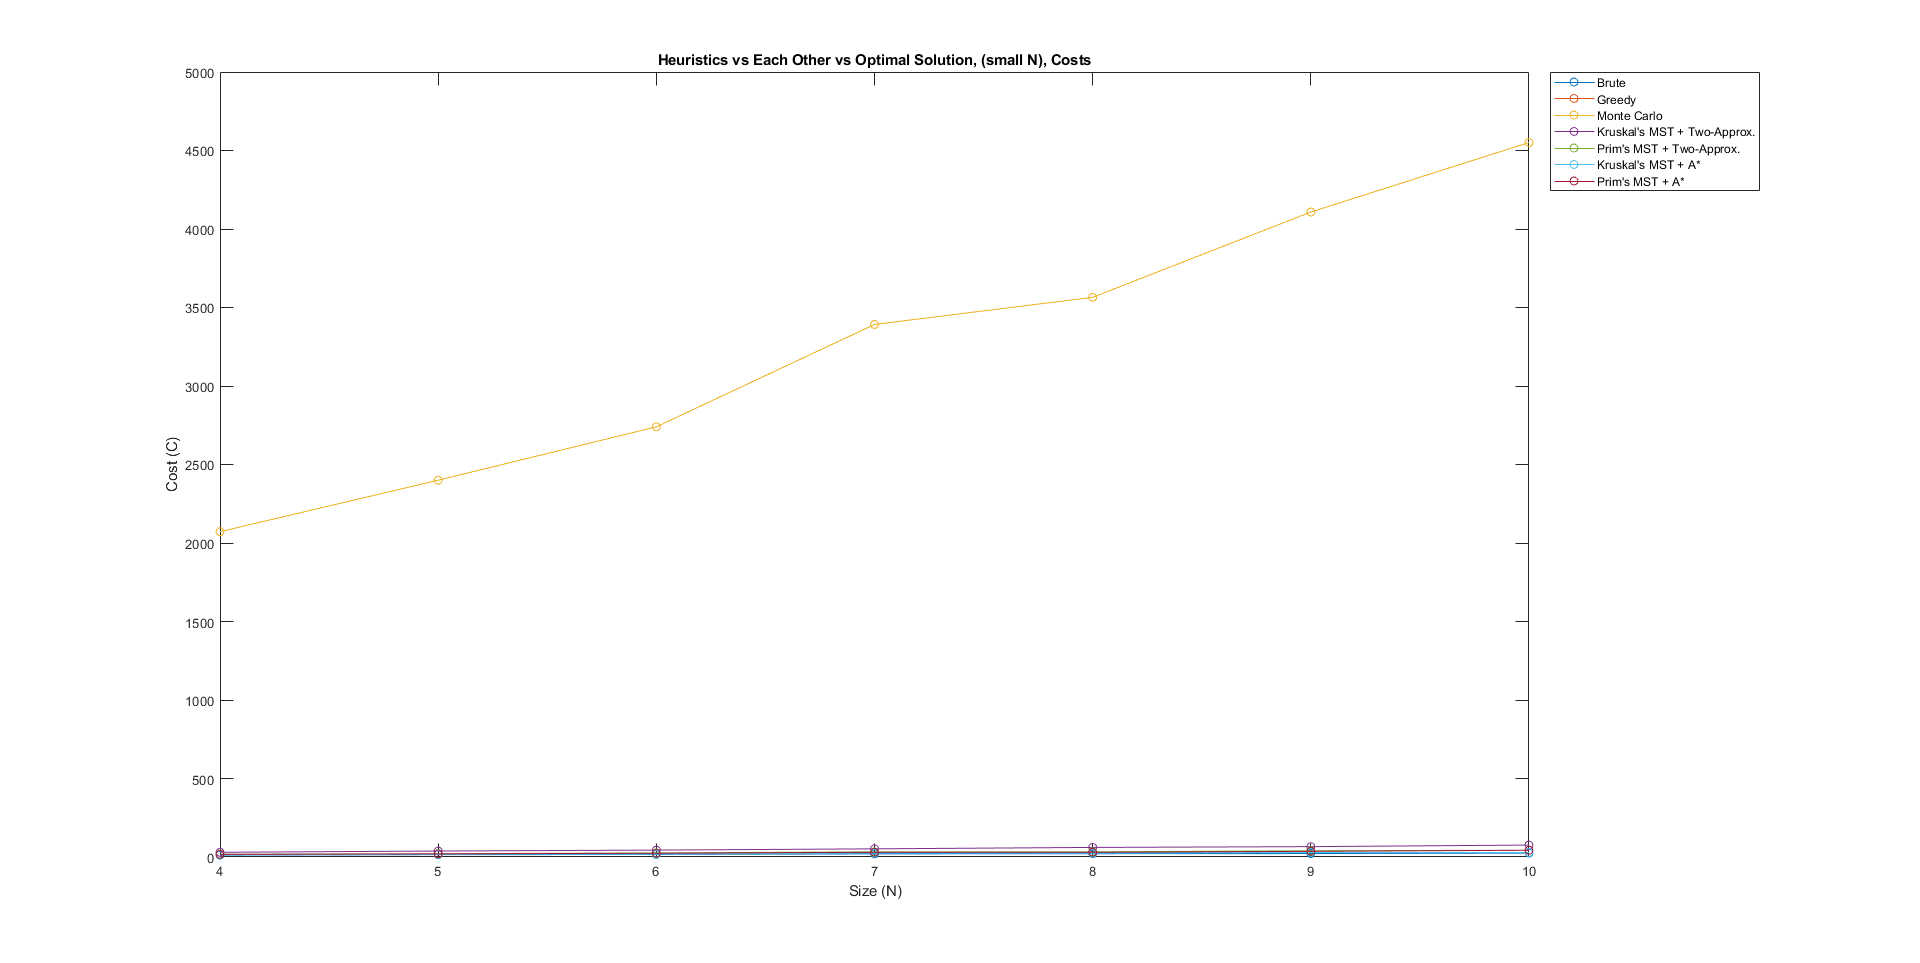 Heuristics vs Each Other vs Optimal Solution, (small N), Costs
5000
4500
4000
3500
3000
2500
2000
1500
1000
500
0
Cost (C)
4 5 6 7 8 9 10
Size (N)
Brute
Greedy
Monte Carlo
Kruskal's MST + Two-Approx.
Prim's MST + Two-Approx.
Kruskal's MST + A*
Prim's MST + A*